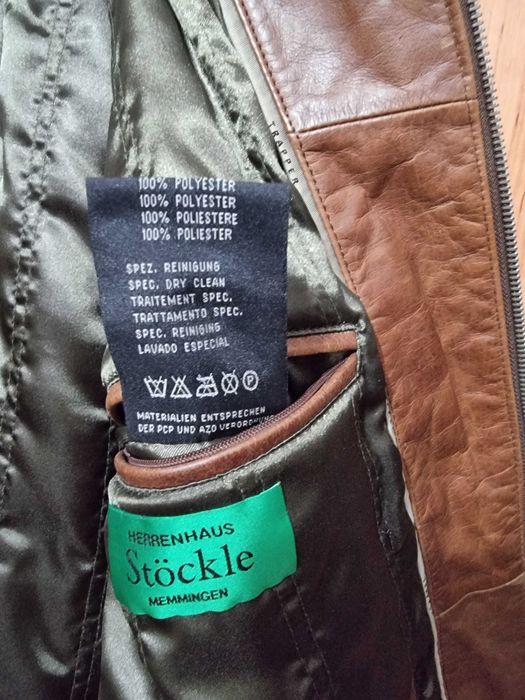 TRAPPER
100% POLYESTER
100% POLYESTER
100% POLIESTERE
100% POLIESTER
SPEZ. REINIGUNG
SPEC. DRY CLEAN
TRAITEMENT SPEC.
TRATTAMENTO SPEC.
SPEC. REINIGING
LAVADO ESPECIAL
P
MATERIALIEN ENTSPRECHEN
DER PCP UND AZO VERORDNUNG
HERRENHAUS
Stöckle
MEMMINGEN